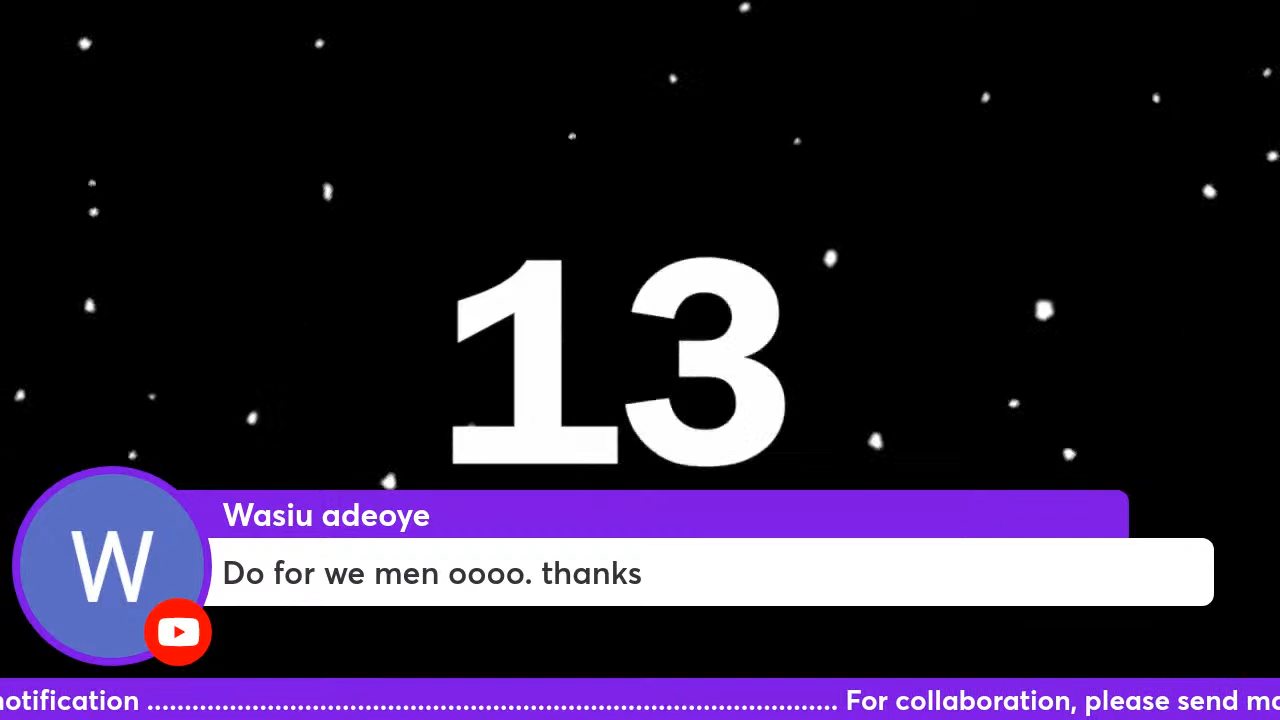 13
Wasiu adeoye
W
Do for we men oooo. thanks
notification ............................................................................................ For collaboration, please send